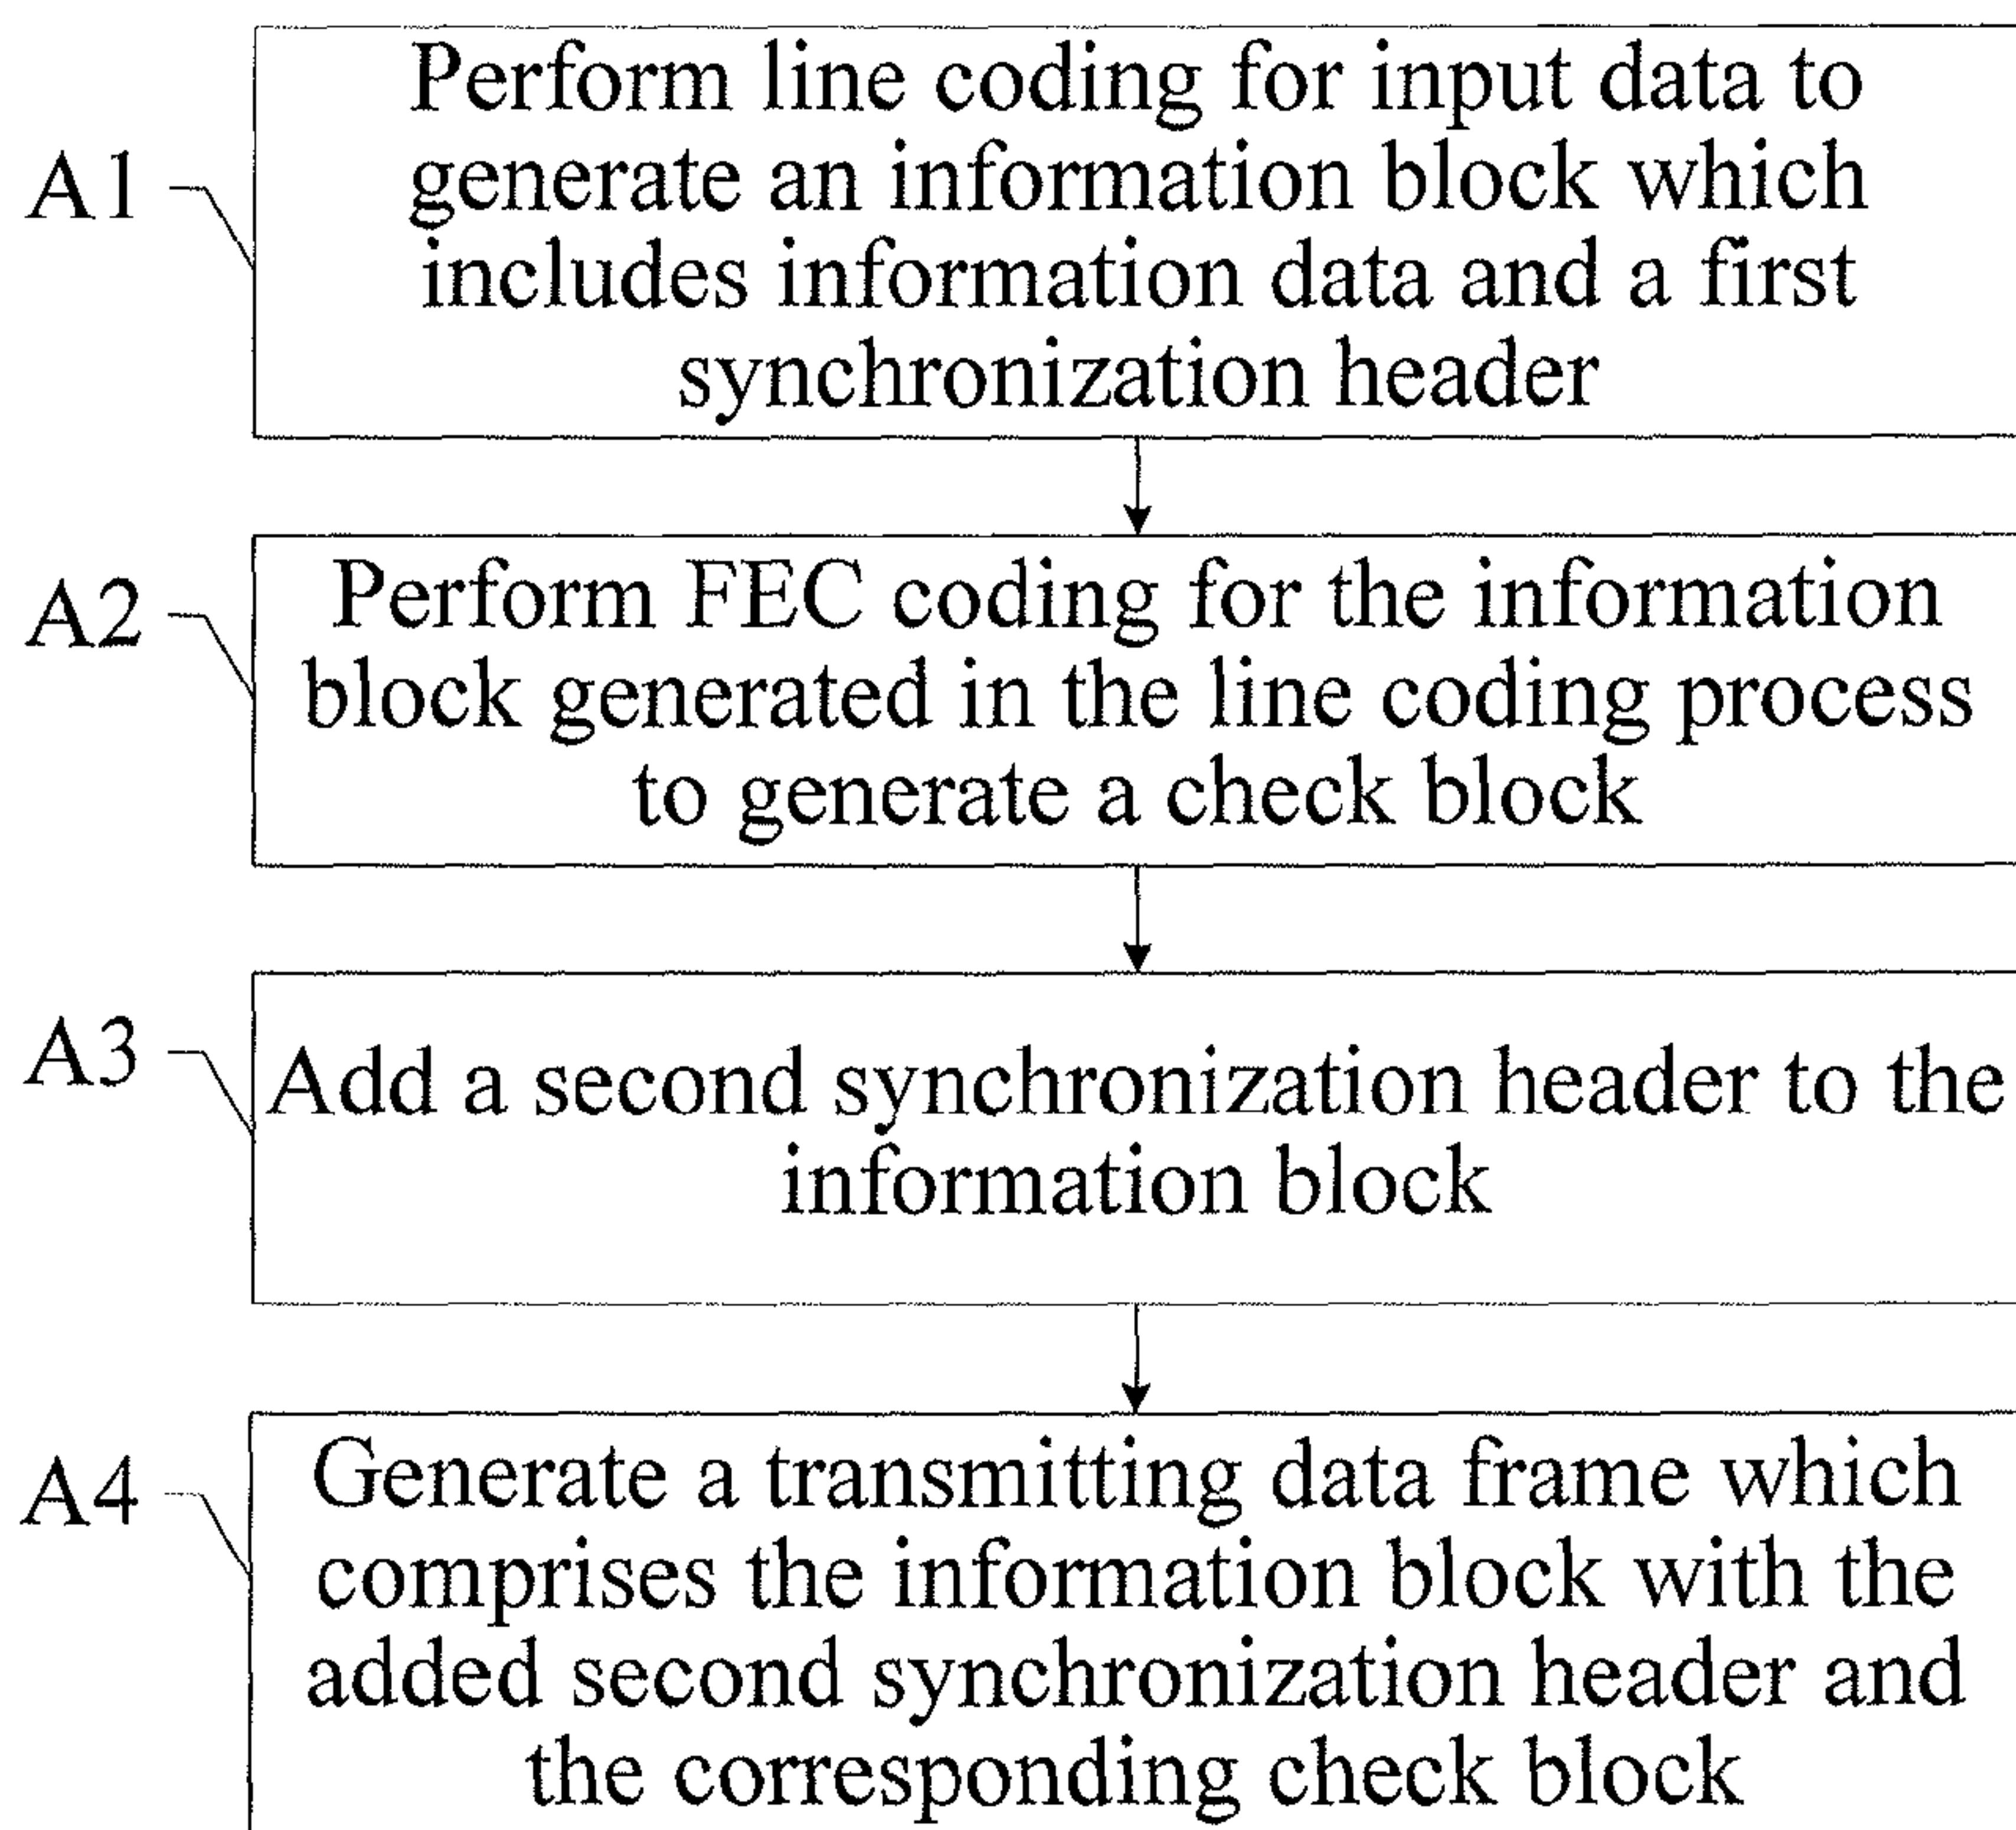 A1
Perform line coding for input data to
generate an information block which
includes information data and a first
synchronization header
A2
Perform FEC coding for the information
block generated in the line coding process
to generate a check block
A3
Add a second synchronization header to the
information block
A4
Generate a transmitting data frame which
comprises the information block with the
added second synchronization header and
the corresponding check block